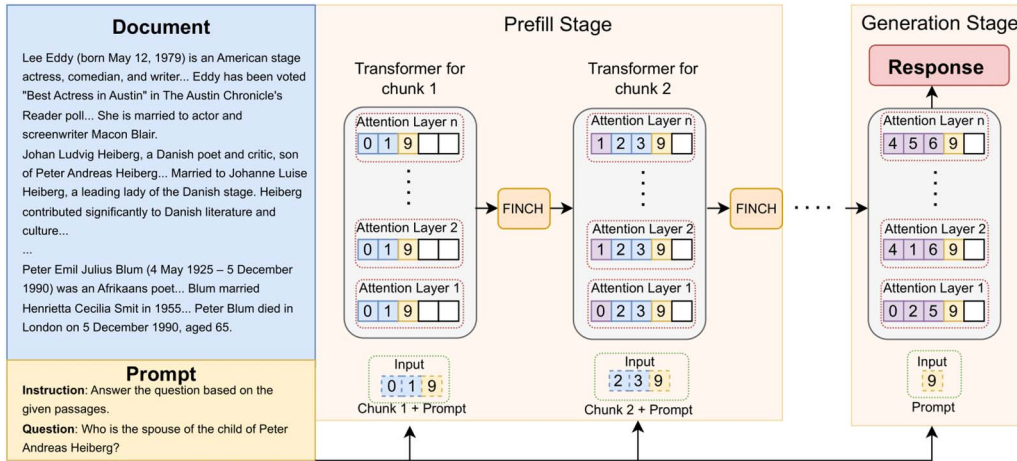 Document
Lee Eddy (born May 12, 1979) is an American stage
actress, comedian, and writer... Eddy has been voted
"Best Actress in Austin" in The Austin Chronicle's
Reader poll... She is married to actor and
screenwriter Macon Blair.
Johan Ludvig Heiberg, a Danish poet and critic, son
of Peter Andreas Heiberg... Married to Johanne Luise
Heiberg, a leading lady of the Danish stage. Heiberg
contributed significantly to Danish literature and
culture...
...
Peter Emil Julius Blum (4 May 1925 – 5 December
1990) was an Afrikaans poet... Blum married
Henrietta Cecilia Smit in 1955... Peter Blum died in
London on 5 December 1990, aged 65.
Prompt
Instruction: Answer the question based on the
given passages.
Question: Who is the spouse of the child of Peter
Andreas Heiberg?
Prefill Stage
Transformer for
chunk 1
Attention Layer n
0 1 9
Attention Layer 2
0 1 9
Attention Layer 1
0 1 9
Input
0 1 9
Chunk 1 + Prompt
FINCH
Transformer for
chunk 2
Attention Layer n
1 2 3 9
Attention Layer 2
1 2 3 9
Attention Layer 1
0 2 3 9
Input
2 3 9
Chunk 2 + Prompt
FINCH
Generation Stage
Response
Attention Layer n
4 5 6 9
Attention Layer 2
4 1 6 9
Attention Layer 1
0 2 5 9
Input
9
Prompt